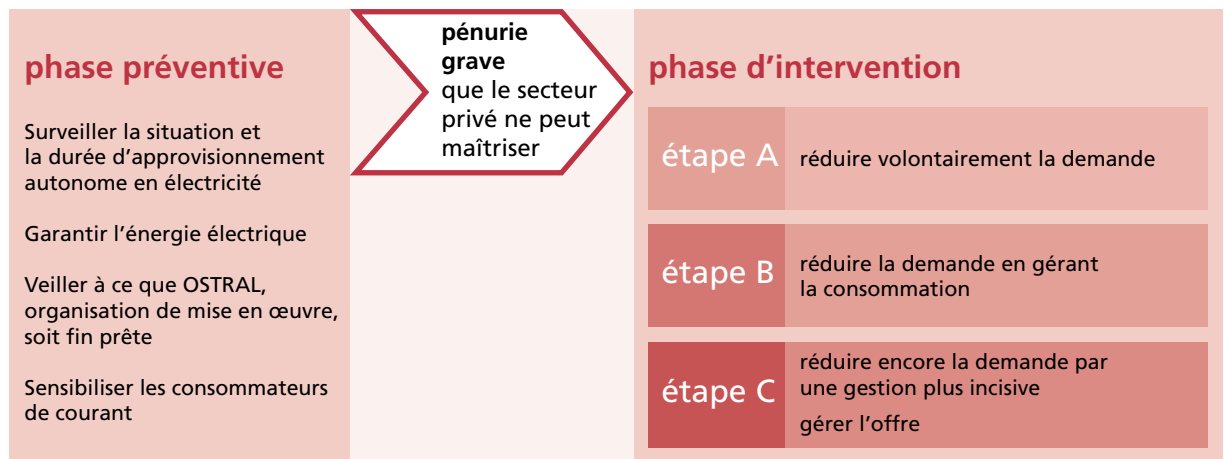 phase préventive
Surveiller la situation et
la durée d'approvisionnement
autonome en électricité
Garantir l'énergie électrique
Veiller à ce que OSTRAL,
organisation de mise en œuvre,
soit fin prête
Sensibiliser les consommateurs
de courant
pénurie
grave
que le secteur
privé ne peut
maîtriser
phase d'intervention
étape A
réduire volontairement la demande
étape B
réduire la demande en gérant
la consommation
étape C
réduire encore la demande par
une gestion plus incisive
gérer l'offre